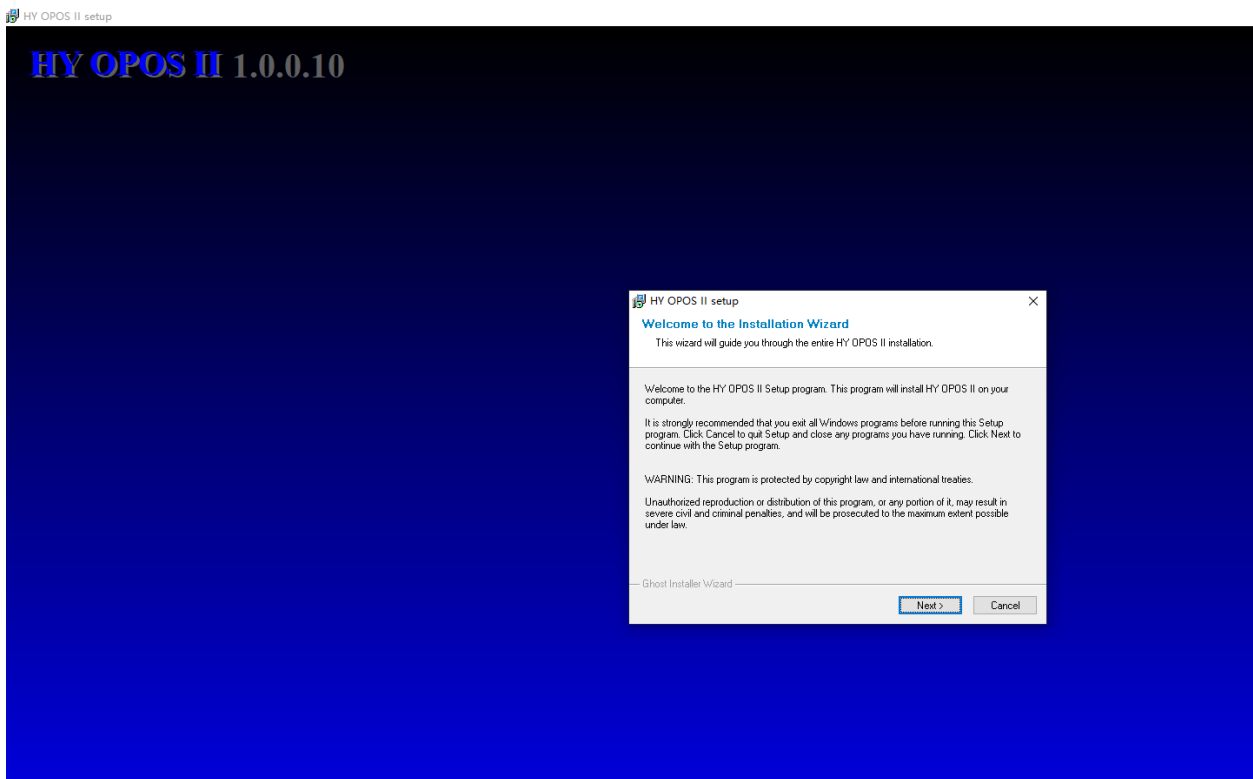 HY OPOS II setup
HY OPOS II 1.0.0.10
HY OPOS II setup
Welcome to the Installation Wizard
This wizard will guide you through the entire HY OPOS II installation.
Welcome to the HY OPOS II Setup program. This program will install HY OPOS II on your
computer.
It is strongly recommended that you exit all Windows programs before running this Setup
program. Click Cancel to quit Setup and close any programs you have running. Click Next to
continue with the Setup program.
WARNING: This program is protected by copyright law and international treaties.
Unauthorized reproduction or distribution of this program, or any portion of it, may result in
severe civil and criminal penalties, and will be prosecuted to the maximum extent possible
under law.
Ghost Installer Wizard
Next >
Cancel